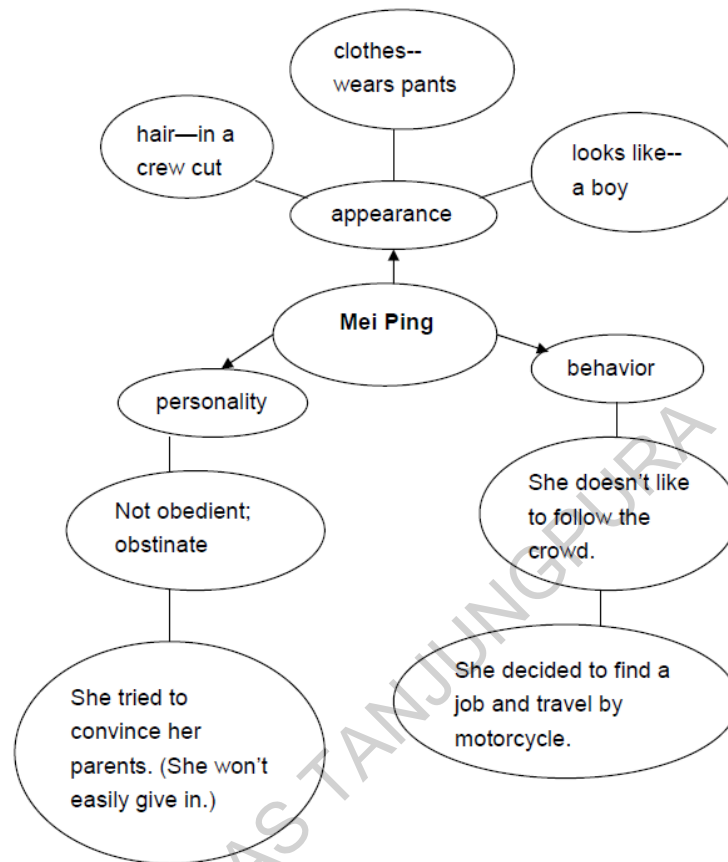 clothes--
wears pants
hair—in a
crew cut
looks like--
a boy
appearance
Mei Ping
behavior
personality
She doesn't like
to follow the
crowd.
Not obedient;
obstinate
She decided to find a
job and travel by
motorcycle.
She tried to
convince her
parents. (She won't
easily give in.)
AS TANJUNGPURA